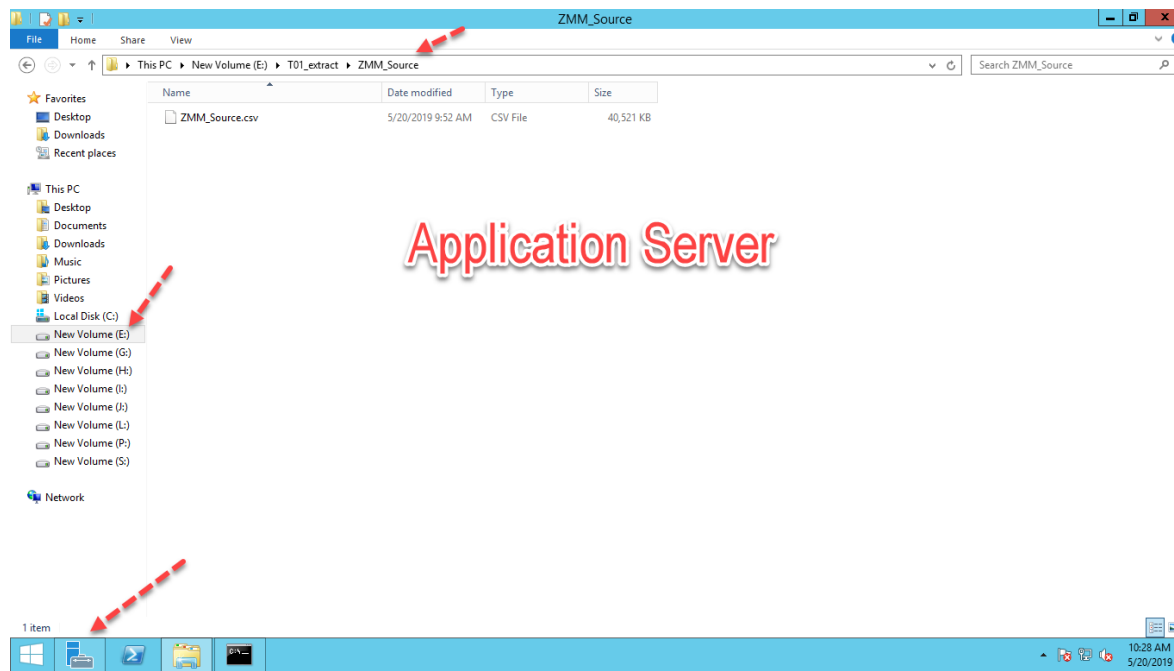 ZMM_Source
File Home Share View
This PC New Volume (E:) T01_extract ZMM_Source
Search ZMM_Source
Favorites
Desktop
Downloads
Recent places
This PC
Desktop
Documents
Downloads
Music
Pictures
Videos
Local Disk (C:)
New Volume (E:)
New Volume (G:)
New Volume (H:)
New Volume (I:)
New Volume (J:)
New Volume (L:)
New Volume (P:)
New Volume (S:)
Network
Name Date modified Type Size
ZMM_Source.csv 5/20/2019 9:52 AM CSV File 40,521 KB
Application Server
1 item
10:28 AM
5/20/2019